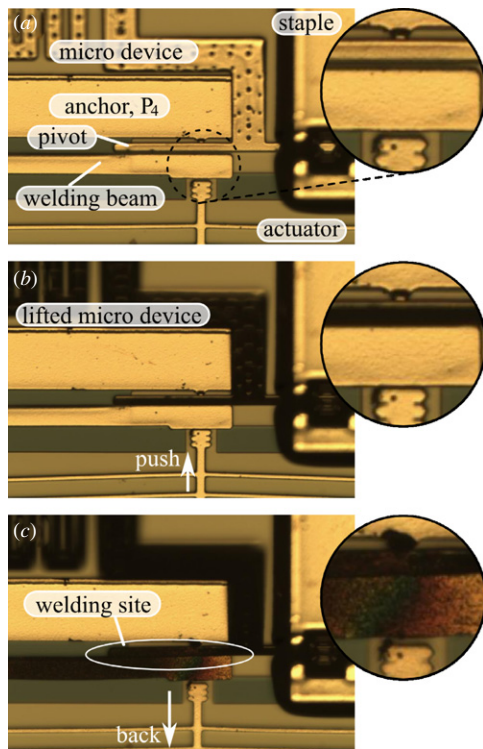 (a)
staple
micro device
anchor, P₄
pivot
welding beam
actuator
(b)
lifted micro device
push
(c)
welding site
back